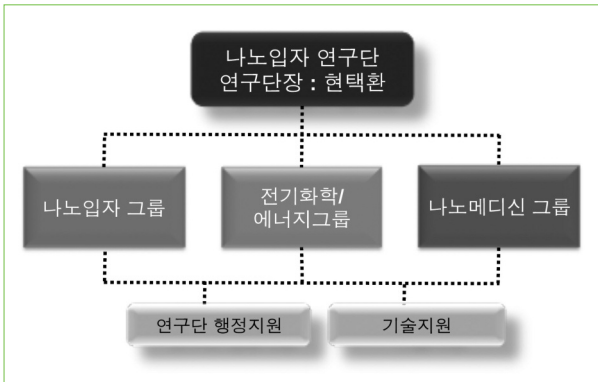 나노입자 연구단
연구단장 : 현택환
나노입자 그룹
전기화학/
에너지그룹
나노메디신 그룹
연구단 행정지원
기술지원